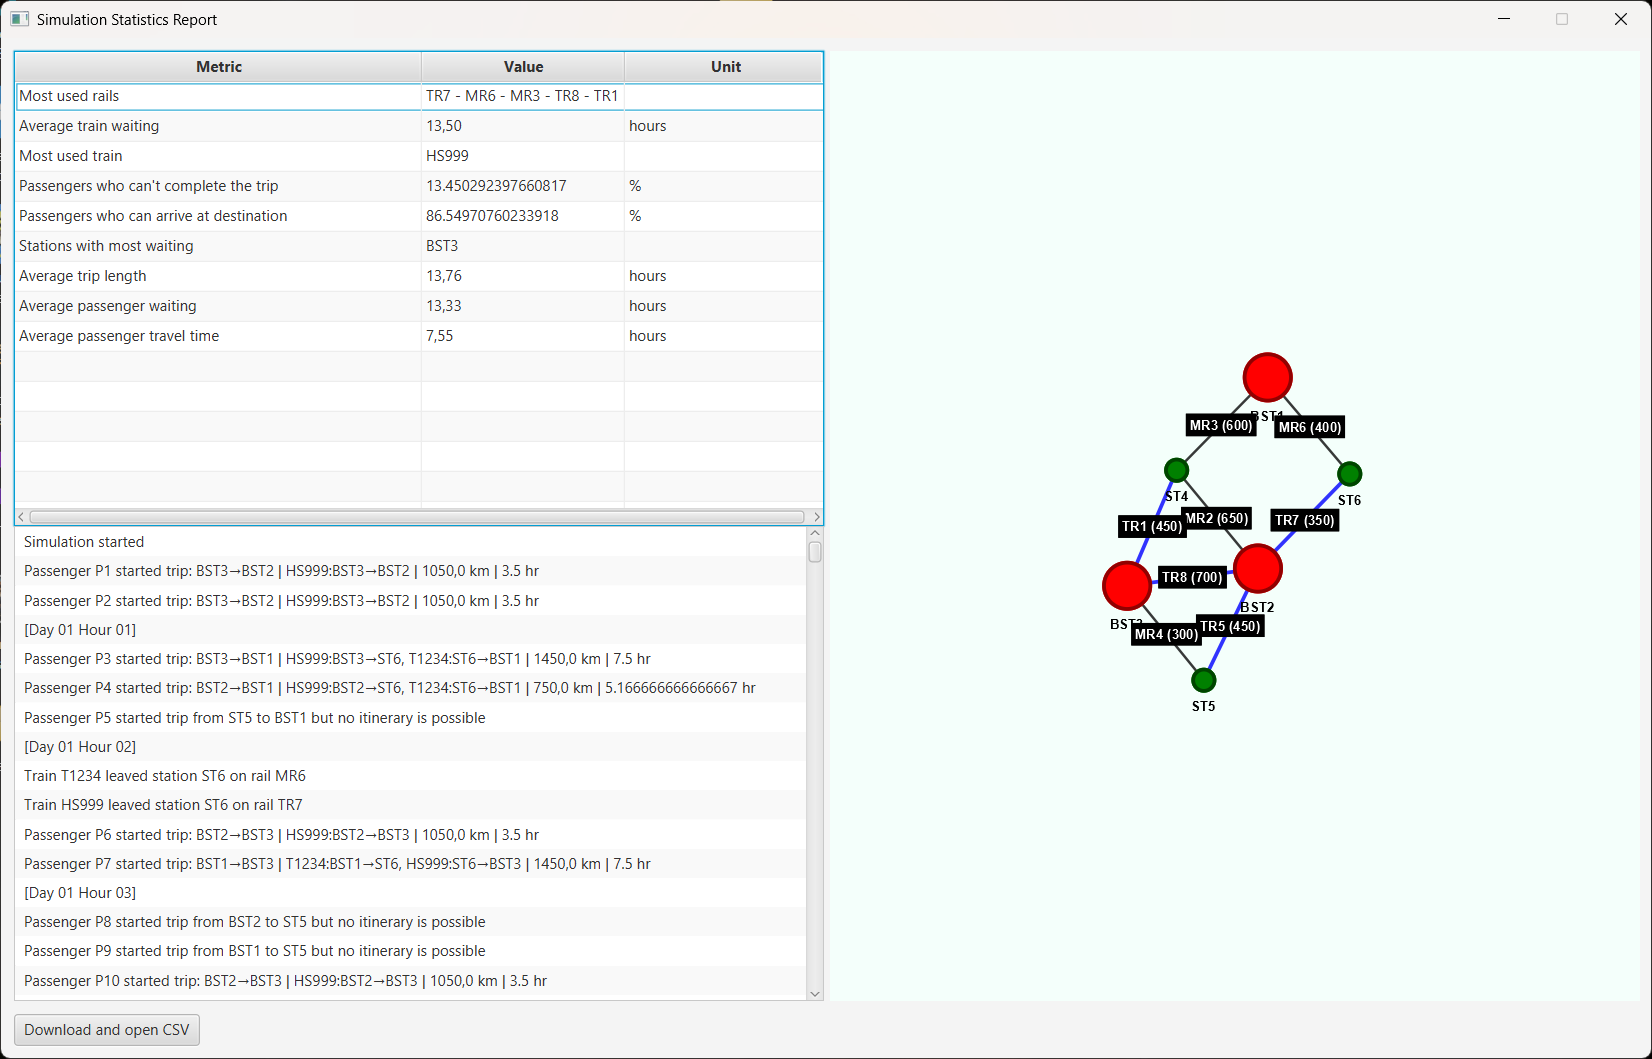 Simulation Statistics Report
Metric Value Unit
Most used rails TR7 - MR6 - MR3 - TR8 - TR1
Average train waiting 13,50 hours
Most used train HS999
Passengers who can't complete the trip 13.450292397660817 %
Passengers who can arrive at destination 86.54970760233918 %
Stations with most waiting BST3
Average trip length 13,76 hours
Average passenger waiting 13,33 hours
Average passenger travel time 7,55 hours
Simulation started
Passenger P1 started trip: BST3→BST2 | HS999:BST3→BST2 | 1050,0 km | 3.5 hr
Passenger P2 started trip: BST3→BST2 | HS999:BST3→BST2 | 1050,0 km | 3.5 hr
[Day 01 Hour 01]
Passenger P3 started trip: BST3→BST1 | HS999:BST3→ST6, T1234:ST6→BST1 | 1450,0 km | 7.5 hr
Passenger P4 started trip: BST2→BST1 | HS999:BST2→ST6, T1234:ST6→BST1 | 750,0 km | 5.166666666666667 hr
Passenger P5 started trip from ST5 to BST1 but no itinerary is possible
[Day 01 Hour 02]
Train T1234 leaved station ST6 on rail MR6
Train HS999 leaved station ST6 on rail TR7
Passenger P6 started trip: BST2→BST3 | HS999:BST2→BST3 | 1050,0 km | 3.5 hr
Passenger P7 started trip: BST1→BST3 | T1234:BST1→ST6, HS999:ST6→BST3 | 1450,0 km | 7.5 hr
[Day 01 Hour 03]
Passenger P8 started trip from BST2 to ST5 but no itinerary is possible
Passenger P9 started trip from BST1 to ST5 but no itinerary is possible
Passenger P10 started trip: BST2→BST3 | HS999:BST2→BST3 | 1050,0 km | 3.5 hr
Download and open CSV
BST1
MR3 (600) MR6 (400)
ST4 ST6
TR1 (450) MR2 (650) TR7 (350)
TR8 (700)
BST2
BST3
MR4 (300) TR5 (450)
ST5